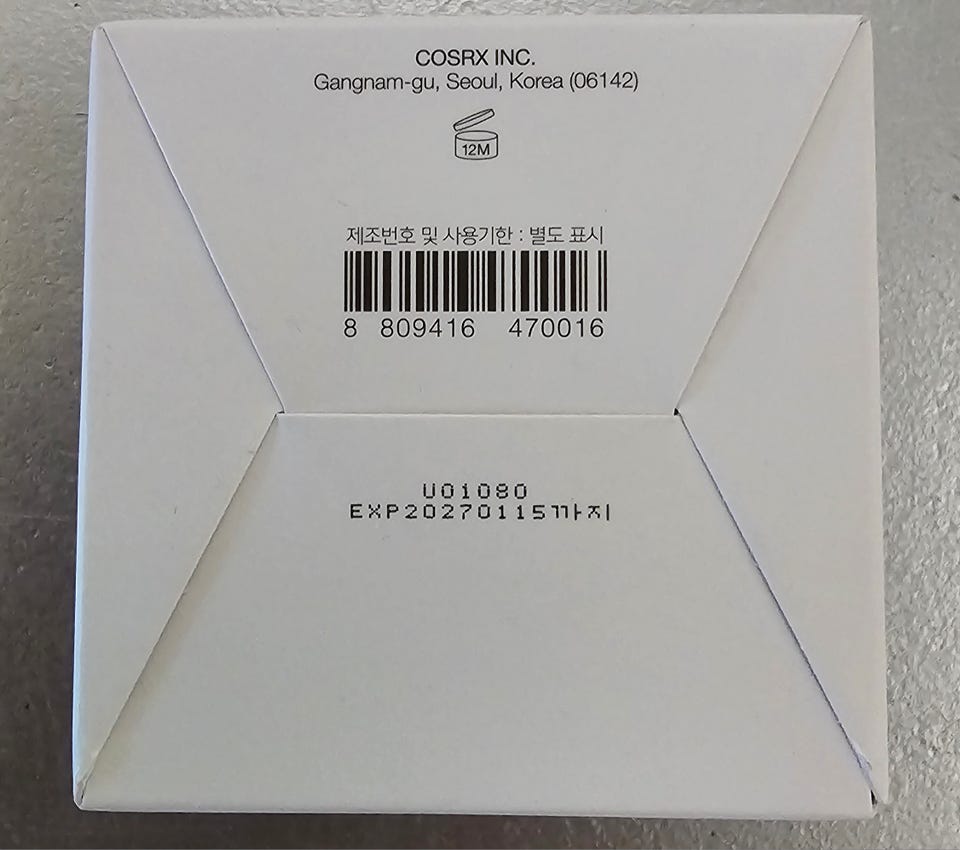 COSRX INC.
Gangnam-gu, Seoul, Korea (06142)
12M
제조번호 및 사용기한 : 별도 표시
8 809416 470016
U01080
EXP20270115까지